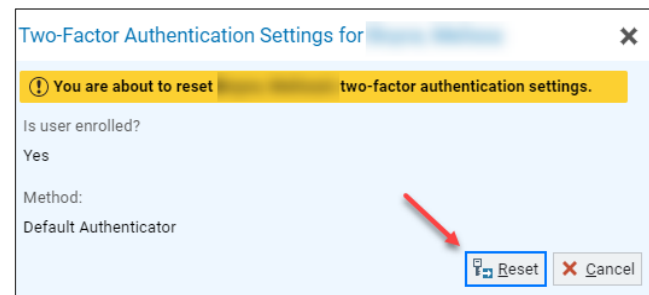 Two-Factor Authentication Settings for
You are about to reset two-factor authentication settings.
Is user enrolled?
Yes
Method:
Default Authenticator
Reset Cancel